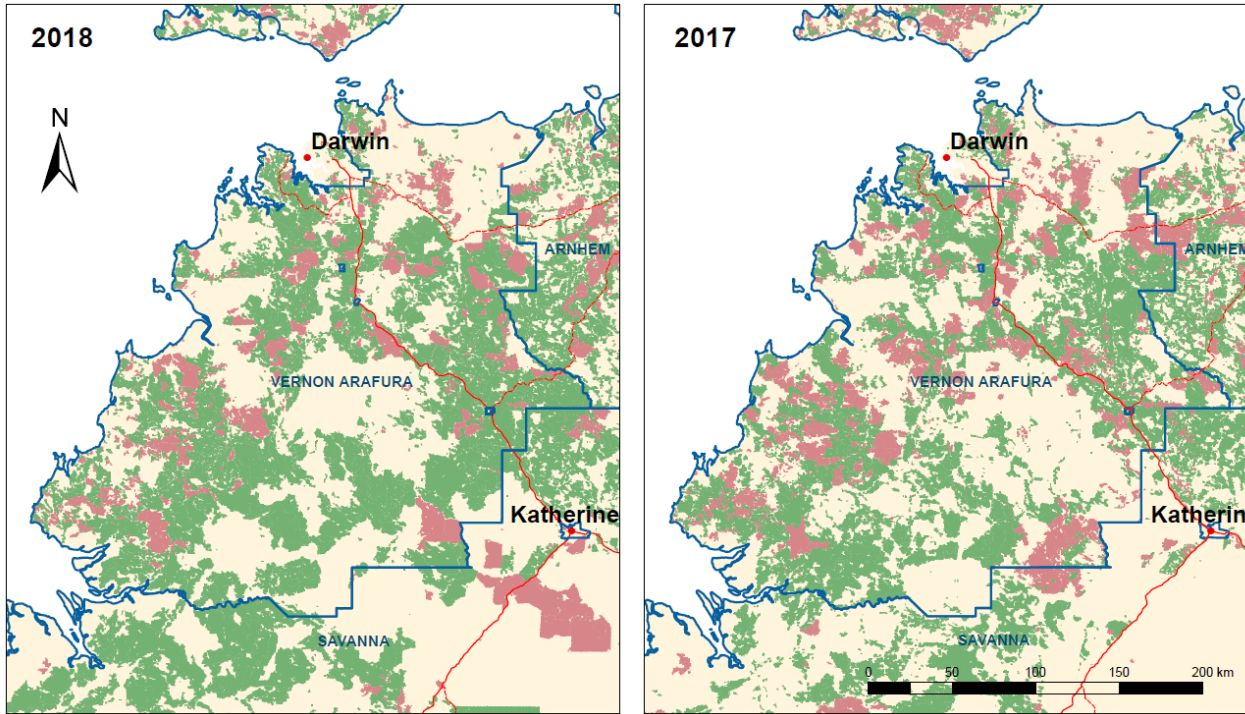 2018
N
Darwin
ARNHEM
VERNON ARAFURA
Katherine
SAVANNA
2017
Darwin
ARNHEM
VERNON ARAFURA
Katherin
SAVANNA
0 50 100 150 200 km